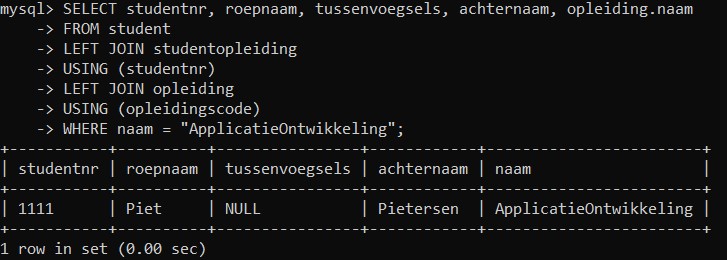 mysql> SELECT studentnr, roepnaam, tussenvoegsels, achternaam, opleiding.naam
    -> FROM student
    -> LEFT JOIN studentopleiding
    -> USING (studentnr)
    -> LEFT JOIN opleiding
    -> USING (opleidingscode)
    -> WHERE naam = "ApplicatieOntwikkeling";
+-----------+----------+----------------+------------+------------------------+
| studentnr | roepnaam | tussenvoegsels | achternaam | naam                   |
+-----------+----------+----------------+------------+------------------------+
| 1111      | Piet     | NULL           | Pietersen  | ApplicatieOntwikkeling |
+-----------+----------+----------------+------------+------------------------+
1 row in set (0.00 sec)